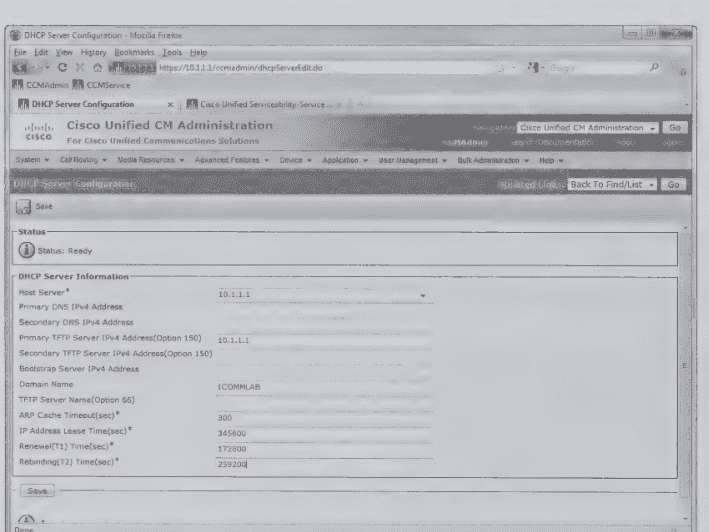 DHCP Server Configuration - Mozilla Firefox
File Edit View History Bookmarks Tools Help
https://10.1.1.1/ccmadmin/dhcpServerEdit.do
Google
CCMAdmin CCMService
DHCP Server Configuration x Cisco Unified Serviceability-Service ... x +
cisco Cisco Unified CM Administration
For Cisco Unified Communications Solutions
Navigation Cisco Unified CM Administration Go
Search Documentation About
System Call Routing Media Resources Advanced Features Device Application User Management Bulk Administration Help
DHCP Server Configuration Related Links: Back To Find/List Go
Save
Status
Status: Ready
DHCP Server Information
Host Server* 10.1.1.1
Primary DNS IPv4 Address
Secondary DNS IPv4 Address
Primary TFTP Server IPv4 Address(Option 150) 10.1.1.1
Secondary TFTP Server IPv4 Address(Option 150)
Bootstrap Server IPv4 Address
Domain Name ICOMMLAB
TFTP Server Name(Option 66)
ARP Cache Timeout(sec)* 300
IP Address Lease Time(sec)* 345600
Renewel(T1) Time(sec)* 172800
Rebinding(T2) Time(sec)* 259200
Save
Done